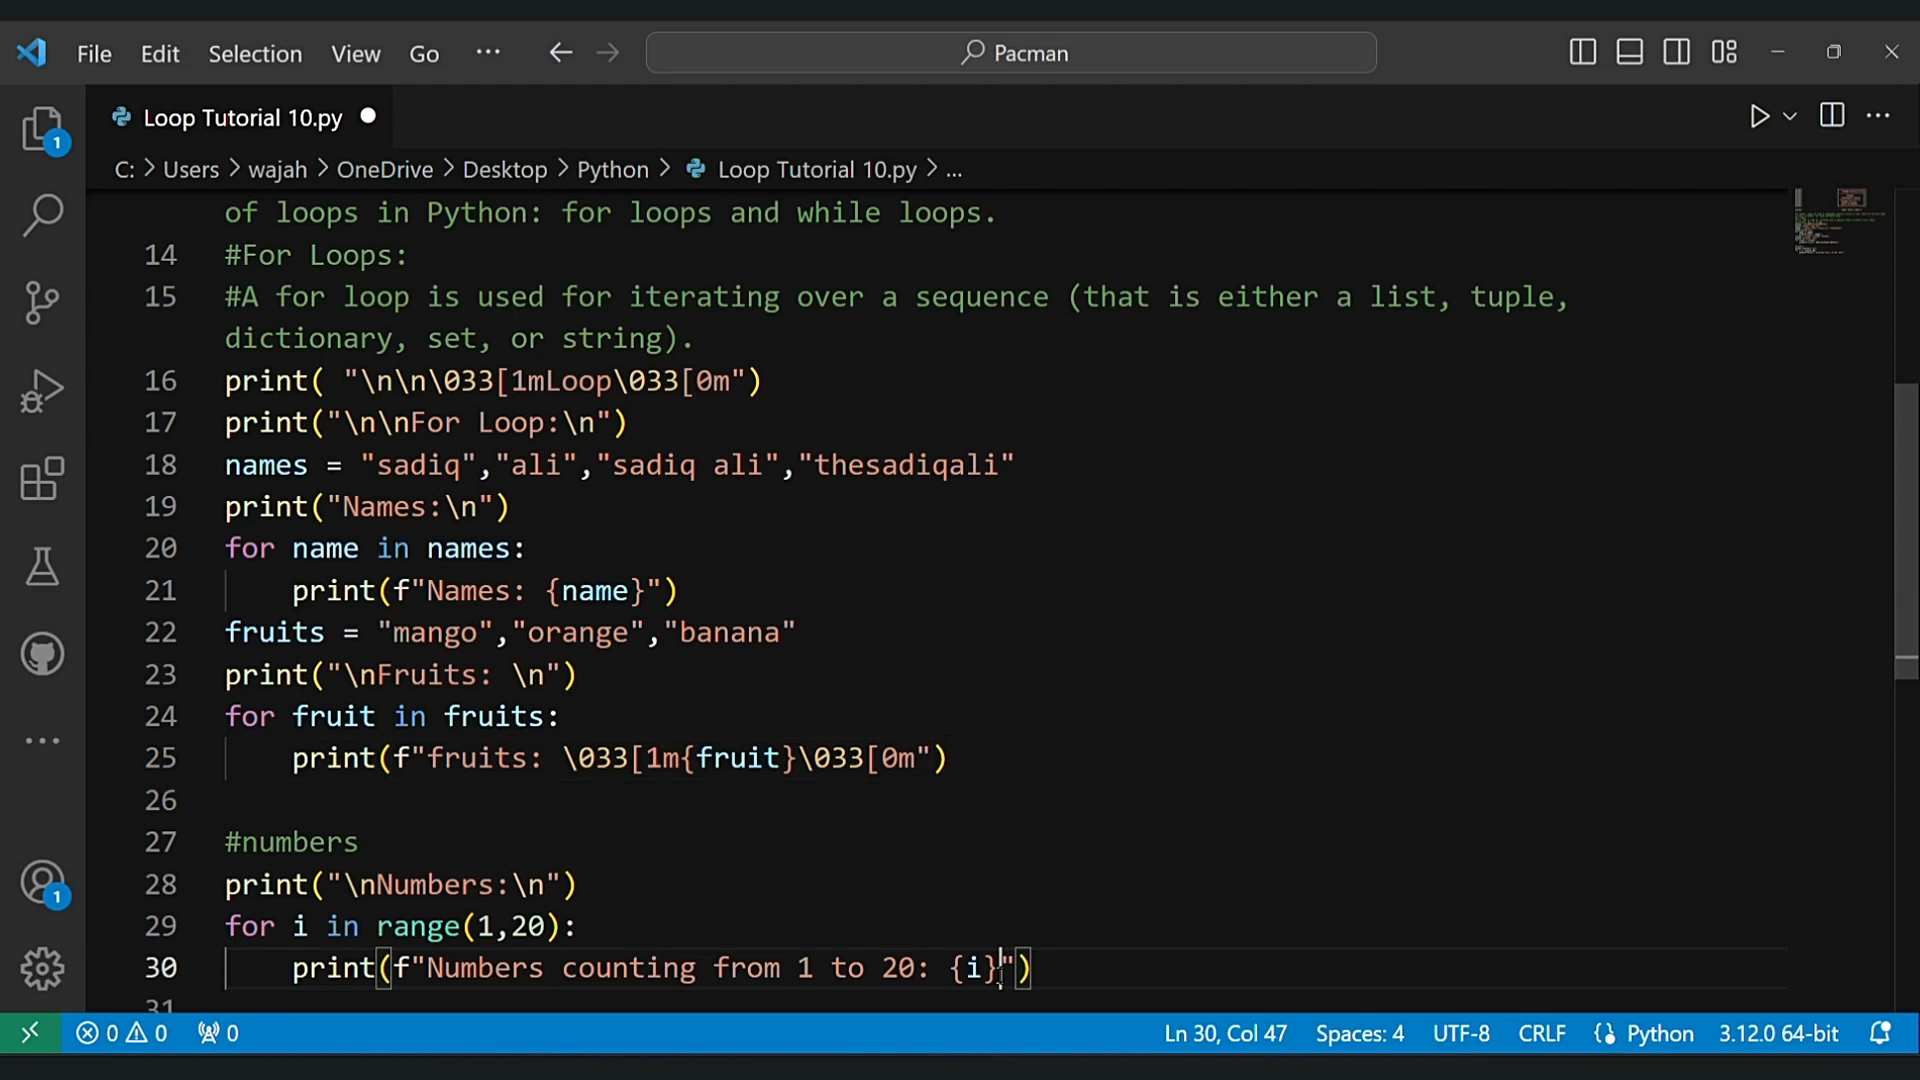 File Edit Selection View Go ··· Pacman
Loop Tutorial 10.py
C: > Users > wajah > OneDrive > Desktop > Python > Loop Tutorial 10.py > ...
of loops in Python: for loops and while loops.
14 #For Loops:
15 #A for loop is used for iterating over a sequence (that is either a list, tuple,
dictionary, set, or string).
16 print( "\n\n\033[1mLoop\033[0m")
17 print("\n\nFor Loop:\n")
18 names = "sadiq","ali","sadiq ali","thesadiqali"
19 print("Names:\n")
20 for name in names:
21 print(f"Names: {name}")
22 fruits = "mango","orange","banana"
23 print("\nFruits: \n")
24 for fruit in fruits:
25 print(f"fruits: \033[1m{fruit}\033[0m")
26
27 #numbers
28 print("\nNumbers:\n")
29 for i in range(1,20):
30 print(f"Numbers counting from 1 to 20: {i}")
31
1
1
0 0 0 Ln 30, Col 47 Spaces: 4 UTF-8 CRLF Python 3.12.0 64-bit